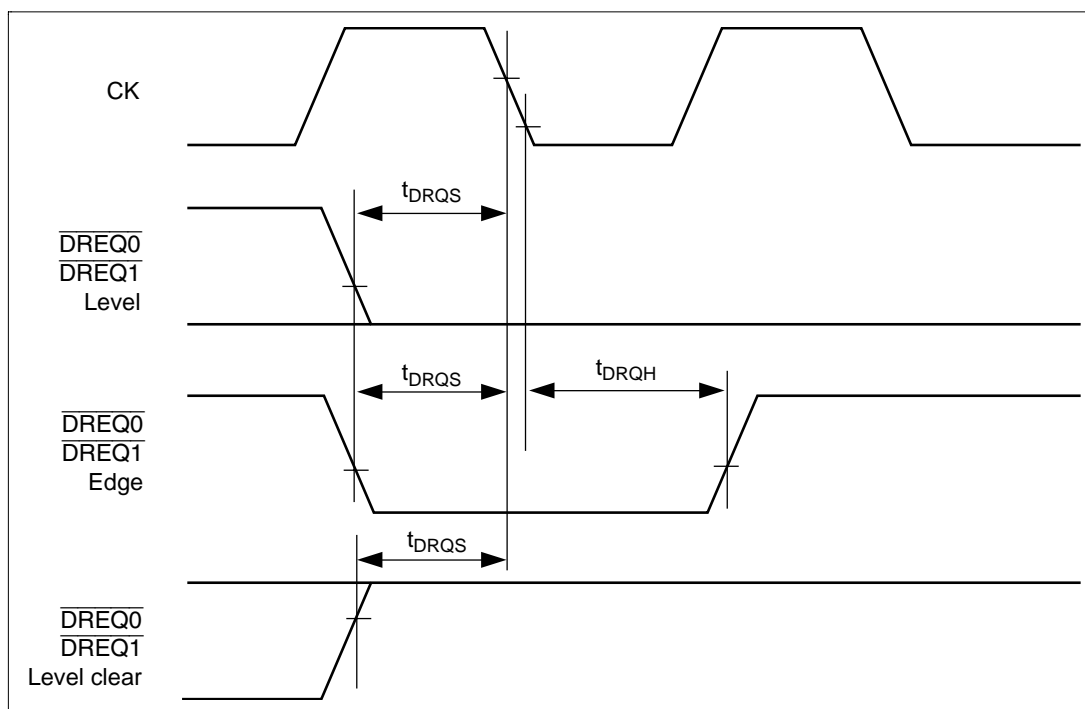 CK
tDRQS
DREQ0
DREQ1
Level
tDRQS
tDRQH
DREQ0
DREQ1
Edge
tDRQS
DREQ0
DREQ1
Level clear